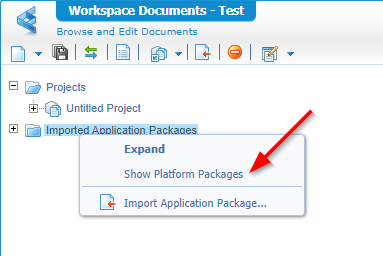 Workspace Documents - Test
Browse and Edit Documents
Projects
Untitled Project
Imported Application Packages
Expand
Show Platform Packages
Import Application Package...